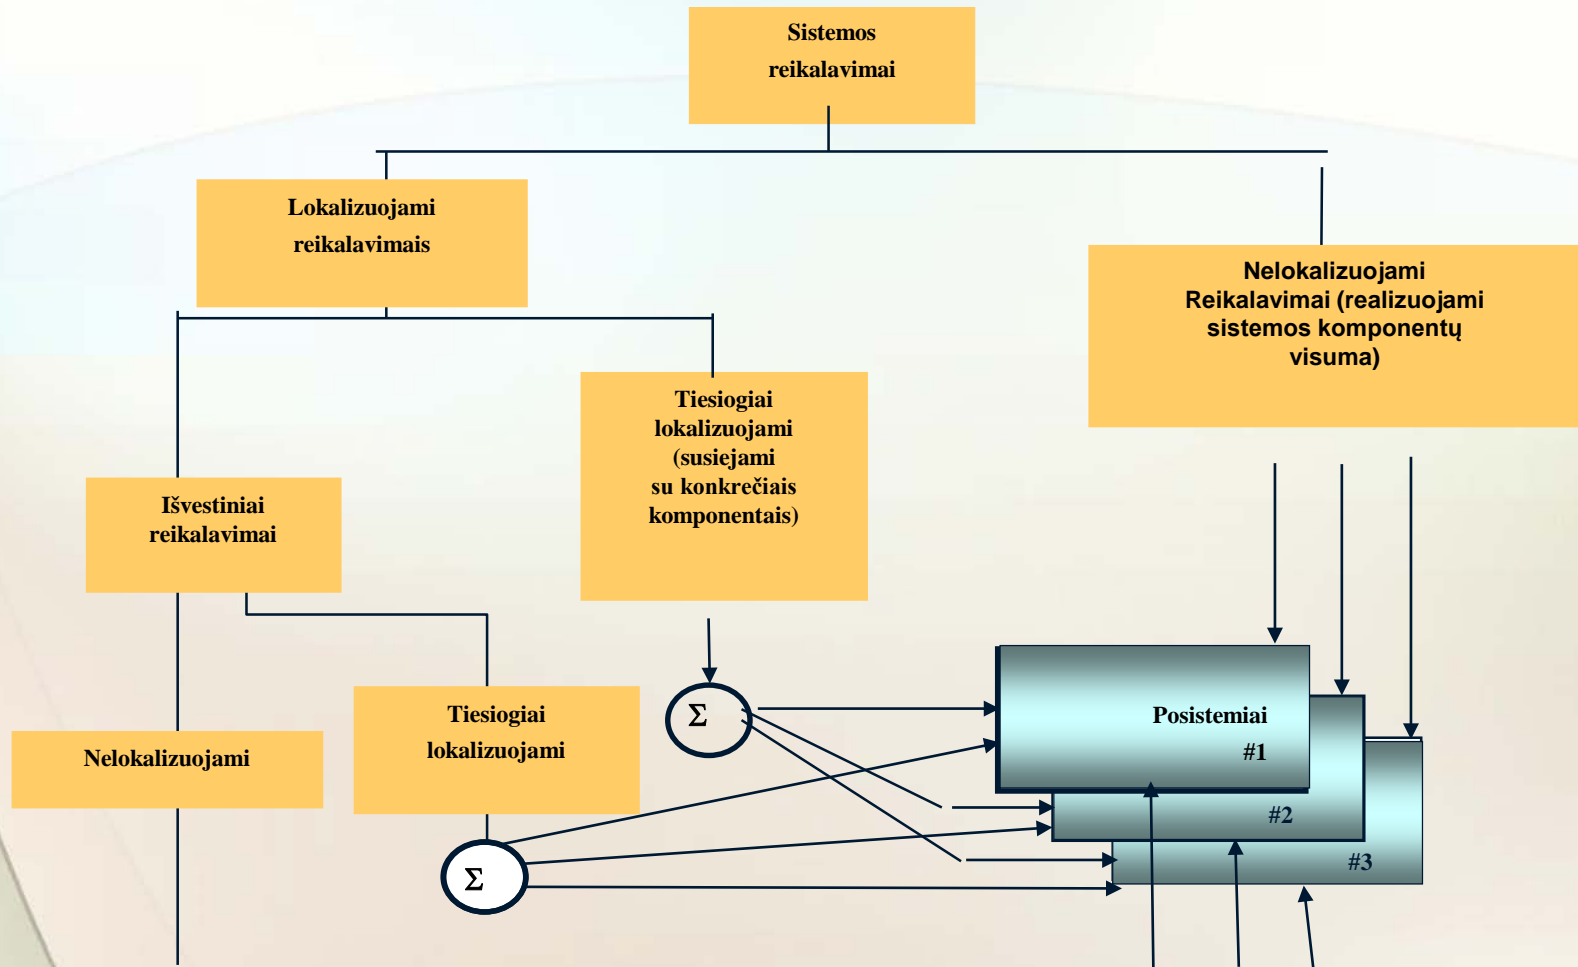 Sistemos
reikalavimai
Lokalizuojami
reikalavimais
Nelokalizuojami
Reikalavimai (realizuojami
sistemos komponentų
visuma)
Tiesiogiai
lokalizuojami
(susiejami
su konkrečiais
komponentais)
Išvestiniai
reikalavimai
Tiesiogiai
lokalizuojami
Nelokalizuojami
Σ
Σ
Posistemiai
#1
#2
#3